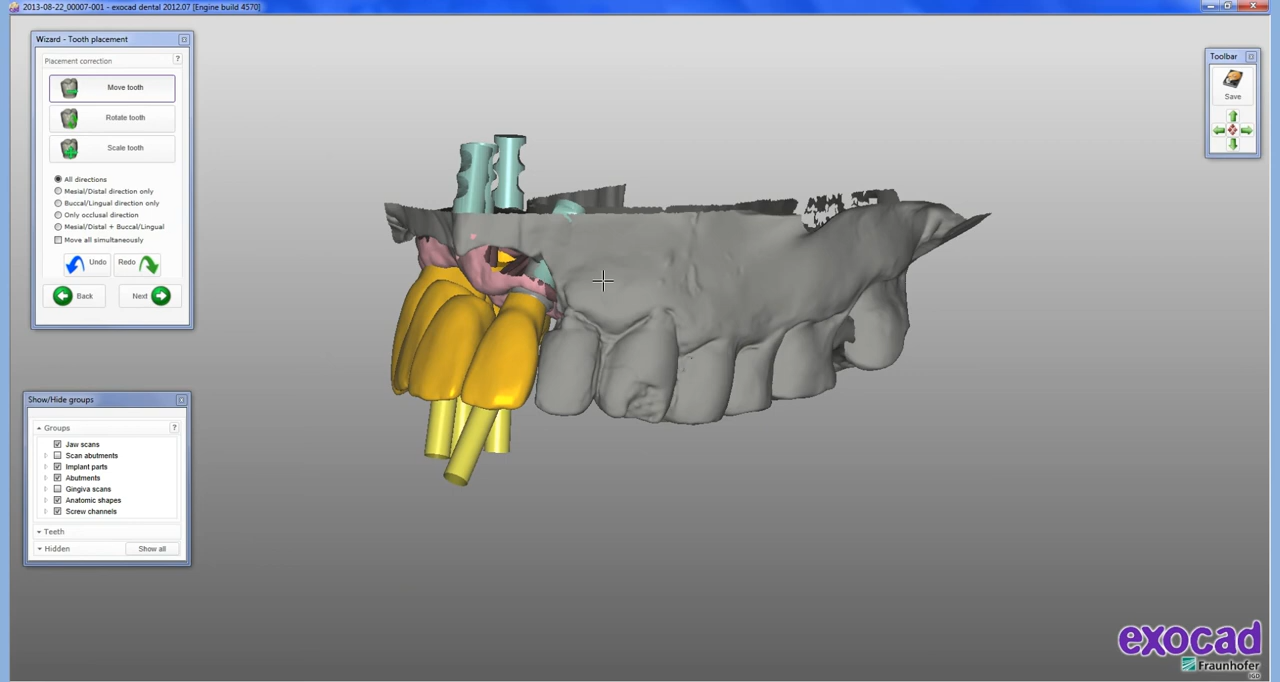 2013-08-22_00007-001 - exocad dental 2012.07 [Engine build 4570]
Wizard - Tooth placement
Placement correction
?
Move tooth
Rotate tooth
Scale tooth
All directions
Mesial/Distal direction only
Buccal/Lingual direction only
Only occlusal direction
Mesial/Distal + Buccal/Lingual
Move all simultaneously
Undo
Redo
Back
Next
Show/Hide groups
Groups
?
Jaw scans
Scan abutments
Implant parts
Abutments
Gingiva scans
Anatomic shapes
Screw channels
Teeth
Hidden
Show all
Toolbar
Save
exocad
Fraunhofer
IGD